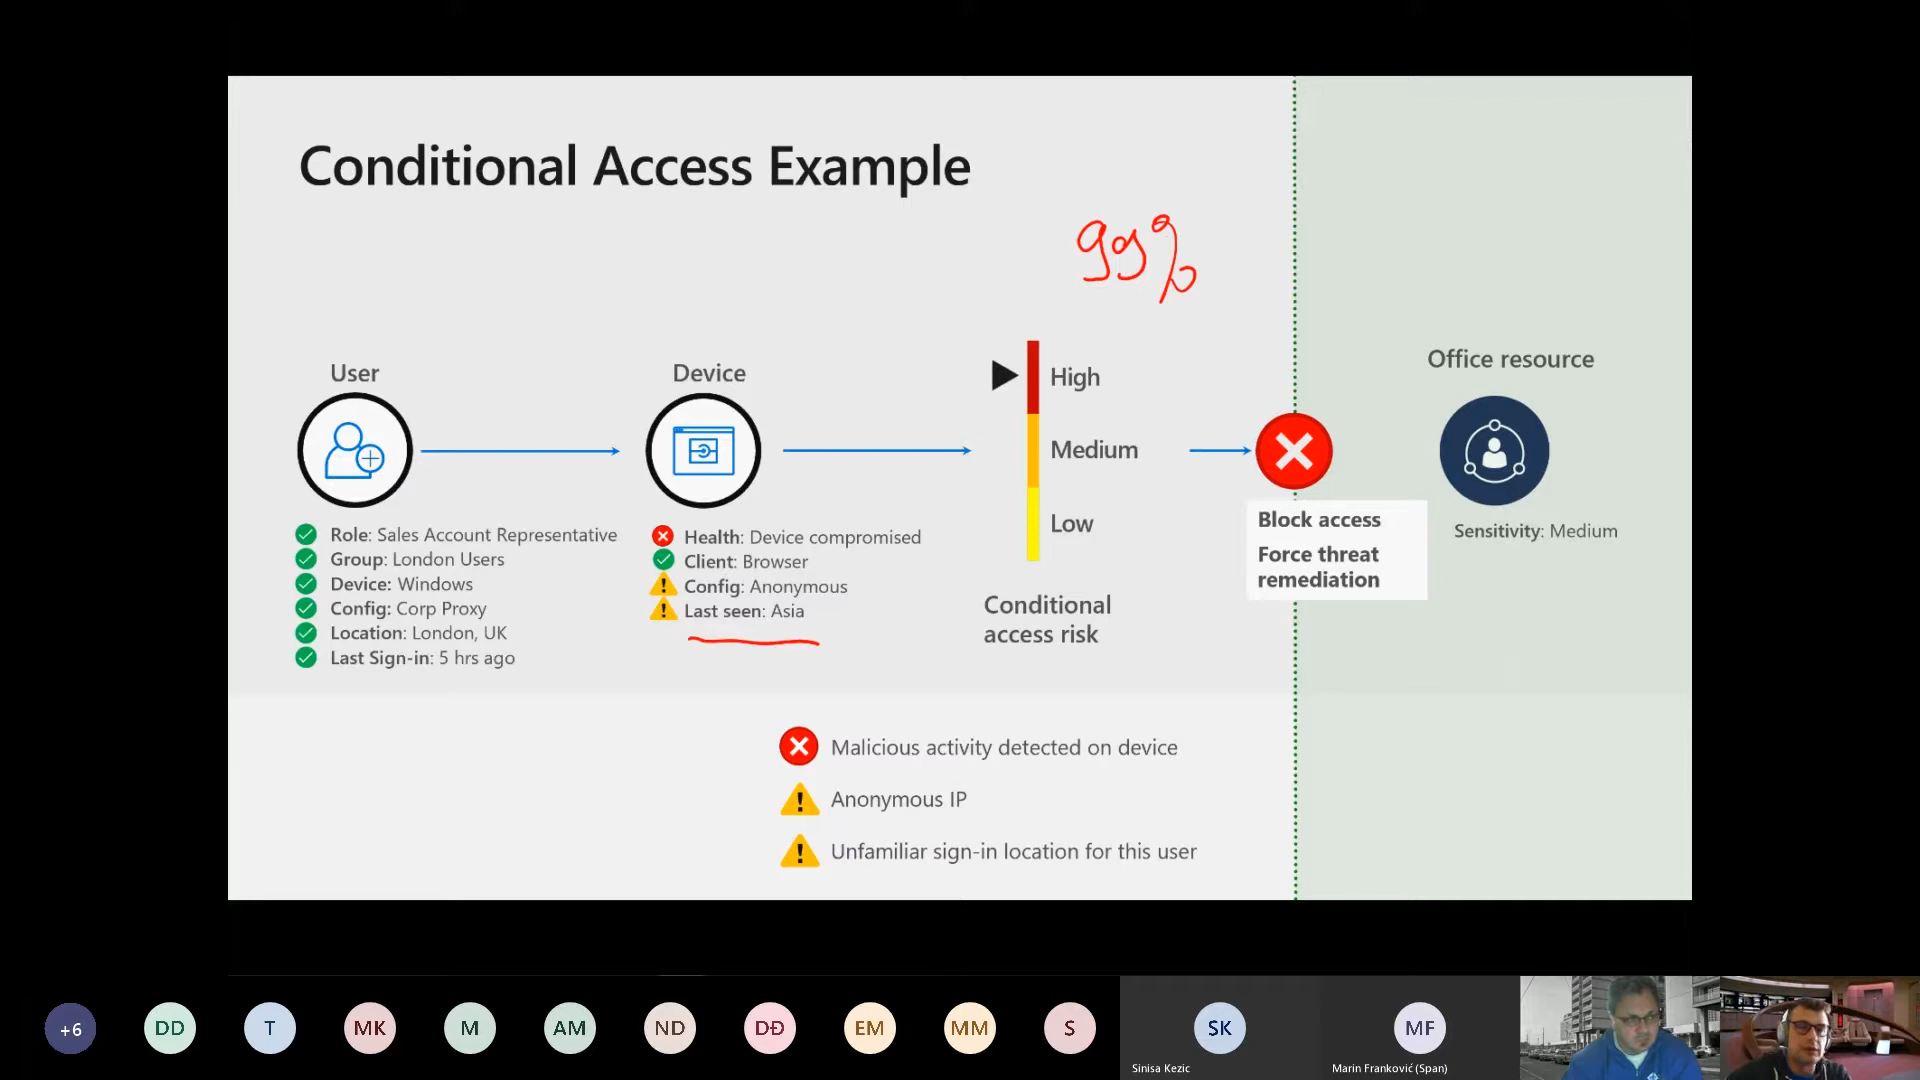 Conditional Access Example
99%
User
Device
High
Medium
Low
Office resource
Role: Sales Account Representative
Group: London Users
Device: Windows
Config: Corp Proxy
Location: London, UK
Last Sign-in: 5 hrs ago
Health: Device compromised
Client: Browser
Config: Anonymous
Last seen: Asia
Conditional
access risk
Block access
Force threat
remediation
Sensitivity: Medium
Malicious activity detected on device
Anonymous IP
Unfamiliar sign-in location for this user
+6
DD
T
MK
M
AM
ND
DĐ
EM
MM
S
SK
Sinisa Kezic
MF
Marin Franković (Span)